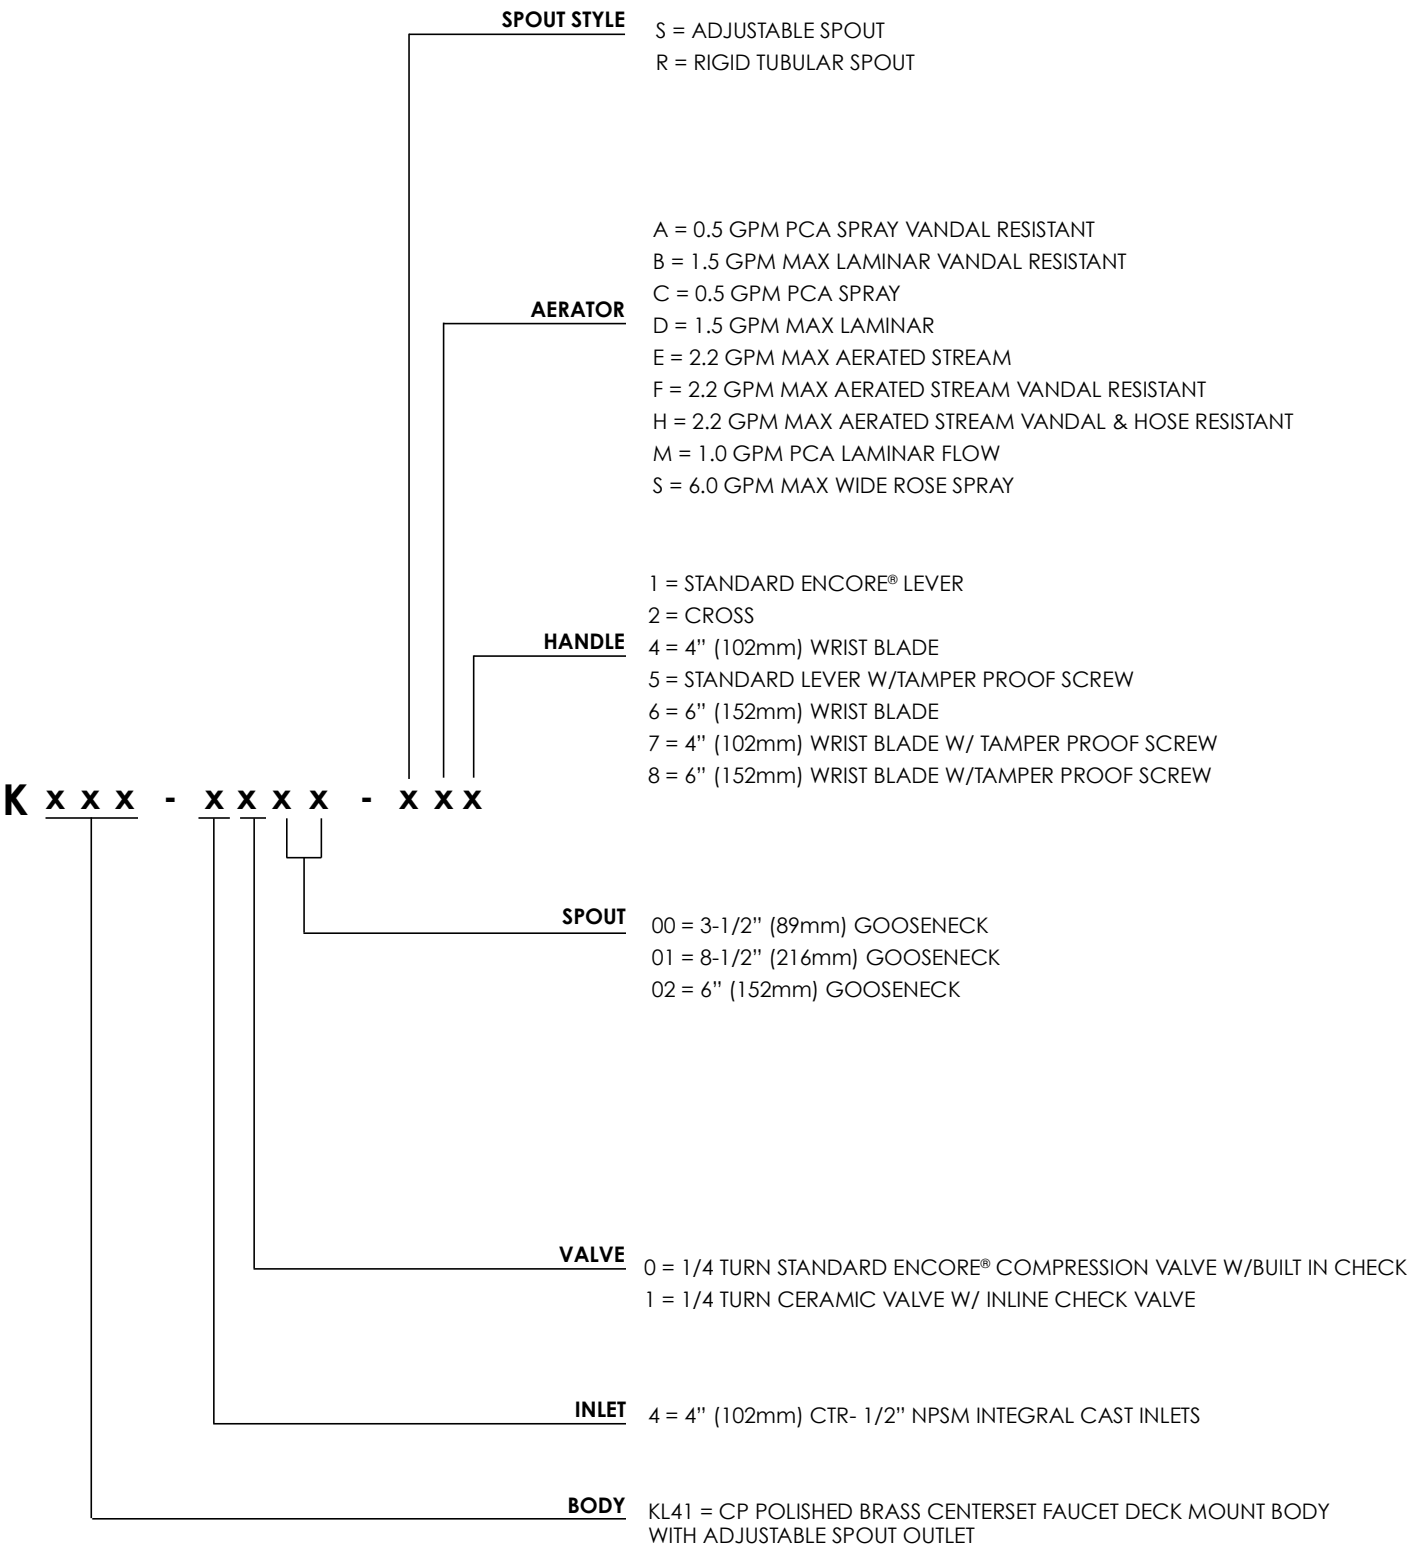 SPOUT STYLE
S = ADJUSTABLE SPOUT
R = RIGID TUBULAR SPOUT
AERATOR
A = 0.5 GPM PCA SPRAY VANDAL RESISTANT
B = 1.5 GPM MAX LAMINAR VANDAL RESISTANT
C = 0.5 GPM PCA SPRAY
D = 1.5 GPM MAX LAMINAR
E = 2.2 GPM MAX AERATED STREAM
F = 2.2 GPM MAX AERATED STREAM VANDAL RESISTANT
H = 2.2 GPM MAX AERATED STREAM VANDAL & HOSE RESISTANT
M = 1.0 GPM PCA LAMINAR FLOW
S = 6.0 GPM MAX WIDE ROSE SPRAY
HANDLE
1 = STANDARD ENCORE® LEVER
2 = CROSS
4 = 4” (102mm) WRIST BLADE
5 = STANDARD LEVER W/TAMPER PROOF SCREW
6 = 6” (152mm) WRIST BLADE
7 = 4” (102mm) WRIST BLADE W/ TAMPER PROOF SCREW
8 = 6” (152mm) WRIST BLADE W/TAMPER PROOF SCREW
K x x x - x x x x - x x x
SPOUT
00 = 3-1/2” (89mm) GOOSENECK
01 = 8-1/2” (216mm) GOOSENECK
02 = 6” (152mm) GOOSENECK
VALVE
0 = 1/4 TURN STANDARD ENCORE® COMPRESSION VALVE W/BUILT IN CHECK
1 = 1/4 TURN CERAMIC VALVE W/ INLINE CHECK VALVE
INLET
4 = 4” (102mm) CTR- 1/2” NPSM INTEGRAL CAST INLETS
BODY
KL41 = CP POLISHED BRASS CENTERSET FAUCET DECK MOUNT BODY
WITH ADJUSTABLE SPOUT OUTLET